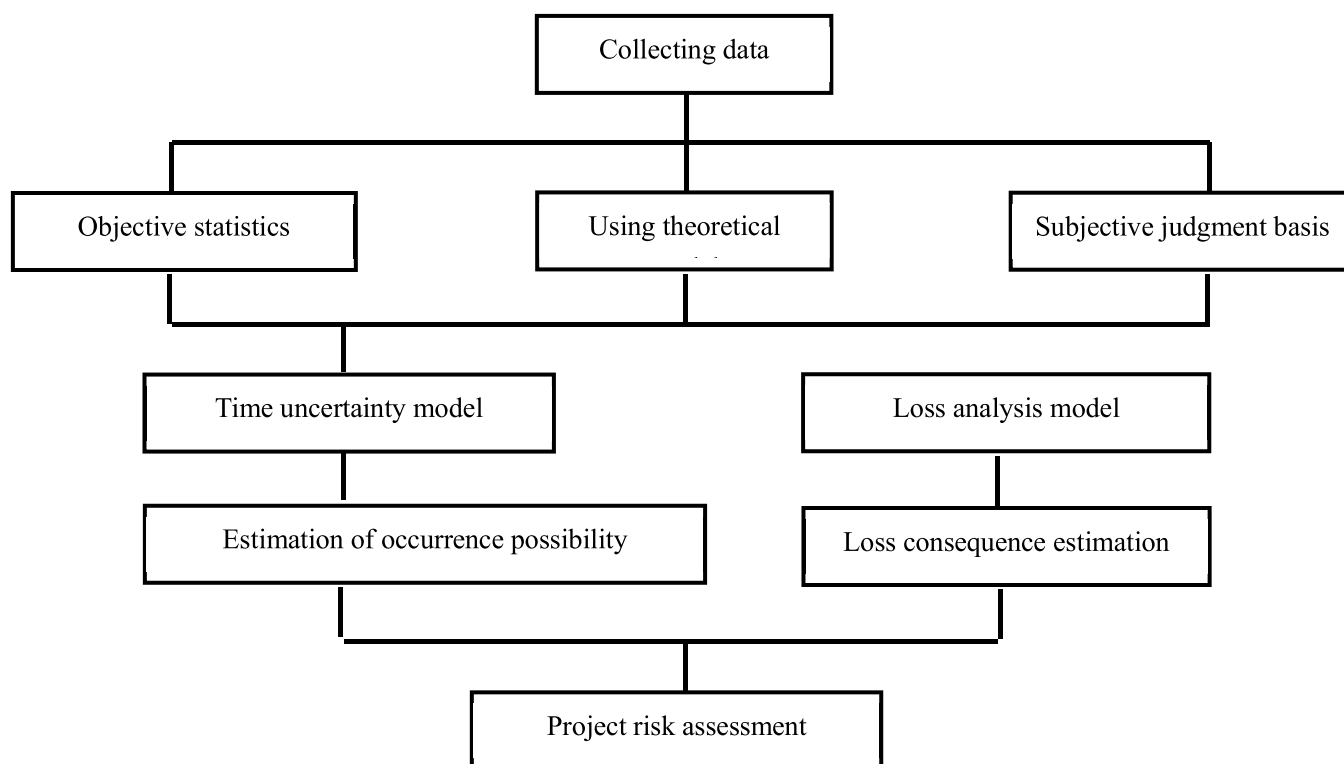 Collecting data
Objective statistics
Using theoretical
Subjective judgment basis
Time uncertainty model
Loss analysis model
Estimation of occurrence possibility
Loss consequence estimation
Project risk assessment